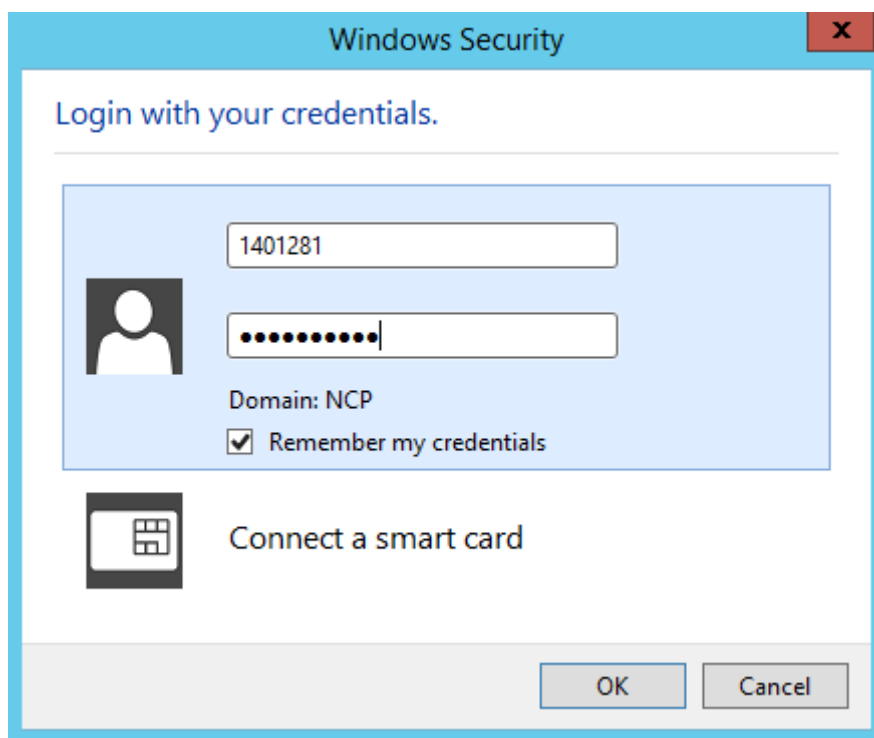 Windows Security
x
Login with your credentials.
1401281
●●●●●●●●●●
Domain: NCP
Remember my credentials
Connect a smart card
OK
Cancel